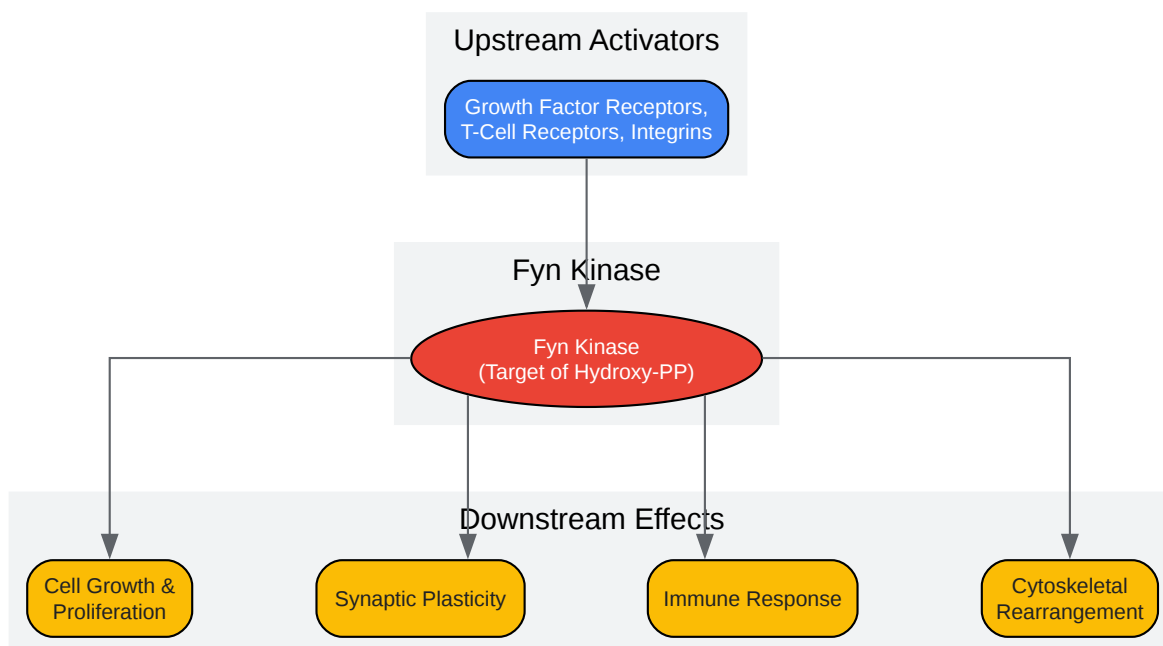 Upstream Activators
Growth Factor Receptors,
T-Cell Receptors, Integrins
Fyn Kinase
Fyn Kinase
(Target of Hydroxy-PP)
Downstream Effects
Cell Growth &
Proliferation
Synaptic Plasticity
Immune Response
Cytoskeletal
Rearrangement